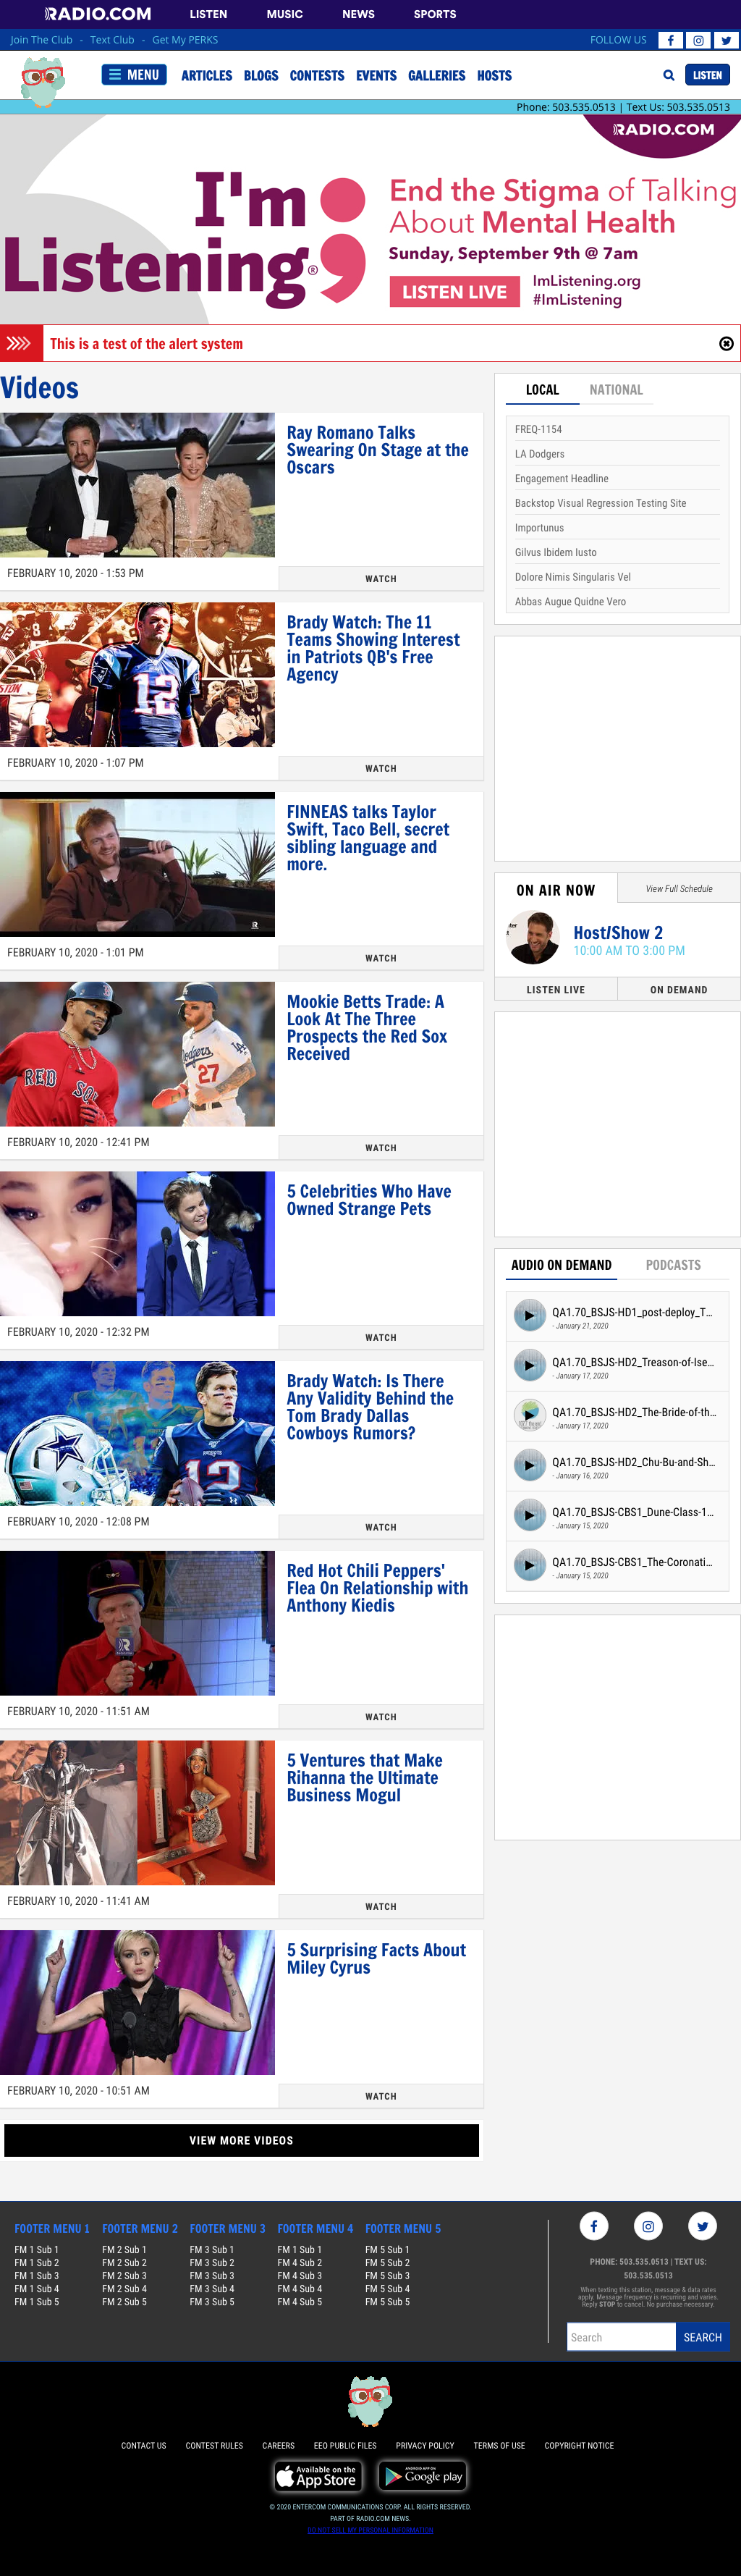 RADIO.COM LISTEN MUSIC NEWS SPORTS
Join The Club - Text Club - Get My PERKS FOLLOW US
MENU ARTICLES BLOGS CONTESTS EVENTS GALLERIES HOSTS LISTEN
Phone: 503.535.0513 | Text Us: 503.535.0513
RADIO.COM
I'm
Listening;®
End the Stigma of Talking
About Mental Health
Sunday, September 9th @ 7am
LISTEN LIVE
ImListening.org
#ImListening
This is a test of the alert system
Videos
Ray Romano Talks
Swearing On Stage at the
Oscars
FEBRUARY 10, 2020 - 1:53 PM
WATCH
Brady Watch: The 11
Teams Showing Interest
in Patriots QB's Free
Agency
FEBRUARY 10, 2020 - 1:07 PM
WATCH
FINNEAS talks Taylor
Swift, Taco Bell, secret
sibling language and
more.
FEBRUARY 10, 2020 - 1:01 PM
WATCH
Mookie Betts Trade: A
Look At The Three
Prospects the Red Sox
Received
RED SO
Dodgers
27
FEBRUARY 10, 2020 - 12:41 PM
WATCH
5 Celebrities Who Have
Owned Strange Pets
FEBRUARY 10, 2020 - 12:32 PM
WATCH
Brady Watch: Is There
Any Validity Behind the
Tom Brady Dallas
Cowboys Rumors?
PATRIOTS
12
FEBRUARY 10, 2020 - 12:08 PM
WATCH
Red Hot Chili Peppers'
Flea On Relationship with
Anthony Kiedis
FEBRUARY 10, 2020 - 11:51 AM
WATCH
5 Ventures that Make
Rihanna the Ultimate
Business Mogul
FEBRUARY 10, 2020 - 11:41 AM
WATCH
5 Surprising Facts About
Miley Cyrus
FEBRUARY 10, 2020 - 10:51 AM
WATCH
VIEW MORE VIDEOS
LOCAL NATIONAL
FREQ-1154
LA Dodgers
Engagement Headline
Backstop Visual Regression Testing Site
Importunus
Gilvus Ibidem Iusto
Dolore Nimis Singularis Vel
Abbas Augue Quidne Vero
ON AIR NOW View Full Schedule
Host/Show 2
10:00 AM TO 3:00 PM
LISTEN LIVE ON DEMAND
AUDIO ON DEMAND PODCASTS
QA1.70_BSJS-HD1_post-deploy_T...
- January 21, 2020
QA1.70_BSJS-HD2_Treason-of-Ise...
- January 17, 2020
QA1.70_BSJS-HD2_The-Bride-of-th...
- January 17, 2020
QA1.70_BSJS-HD2_Chu-Bu-and-Sh...
- January 16, 2020
QA1.70_BSJS-CBS1_Dune-Class-1...
- January 15, 2020
QA1.70_BSJS-CBS1_The-Coronati...
- January 15, 2020
FOOTER MENU 1 FOOTER MENU 2 FOOTER MENU 3 FOOTER MENU 4 FOOTER MENU 5
FM 1 Sub 1 FM 2 Sub 1 FM 3 Sub 1 FM 1 Sub 1 FM 5 Sub 1
FM 1 Sub 2 FM 2 Sub 2 FM 3 Sub 2 FM 4 Sub 2 FM 5 Sub 2
FM 1 Sub 3 FM 2 Sub 3 FM 3 Sub 3 FM 4 Sub 3 FM 5 Sub 3
FM 1 Sub 4 FM 2 Sub 4 FM 3 Sub 4 FM 4 Sub 4 FM 5 Sub 4
FM 1 Sub 5 FM 2 Sub 5 FM 3 Sub 5 FM 4 Sub 5 FM 5 Sub 5
PHONE: 503.535.0513 | TEXT US:
503.535.0513
When texting this station, message & data rates
apply. Message frequency is recurring and varies.
Reply STOP to cancel. No purchase necessary.
Search SEARCH
CONTACT US CONTEST RULES CAREERS EEO PUBLIC FILES PRIVACY POLICY TERMS OF USE COPYRIGHT NOTICE
Available on the
App Store
ANDROID APP ON
Google play
© 2020 ENTERCOM COMMUNICATIONS CORP. ALL RIGHTS RESERVED.
PART OF RADIO.COM NEWS.
DO NOT SELL MY PERSONAL INFORMATION